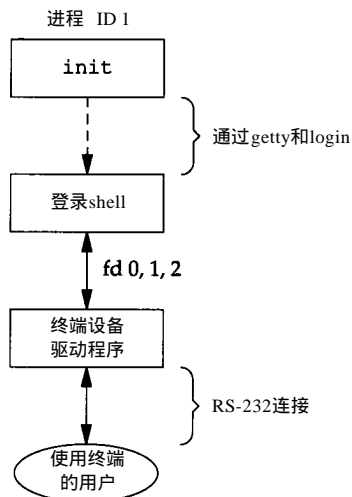 进程 ID 1
init
通过getty和login
登录shell
fd 0, 1, 2
终端设备
驱动程序
RS-232连接
使用终端
的用户